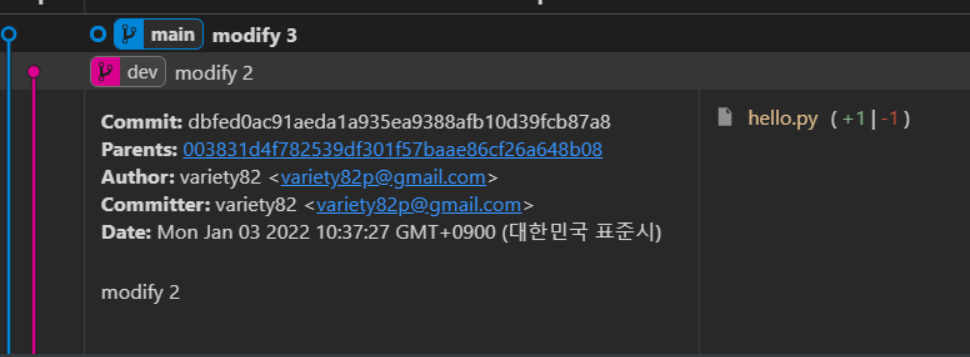 main modify 3
dev modify 2
Commit: dbfed0ac91aeda1a935ea9388afb10d39fcb87a8
Parents: 003831d4f782539df301f57baae86cf26a648b08
Author: variety82 <variety82p@gmail.com>
Committer: variety82 <variety82p@gmail.com>
Date: Mon Jan 03 2022 10:37:27 GMT+0900 (대한민국 표준시)
modify 2
hello.py (+1|-1)